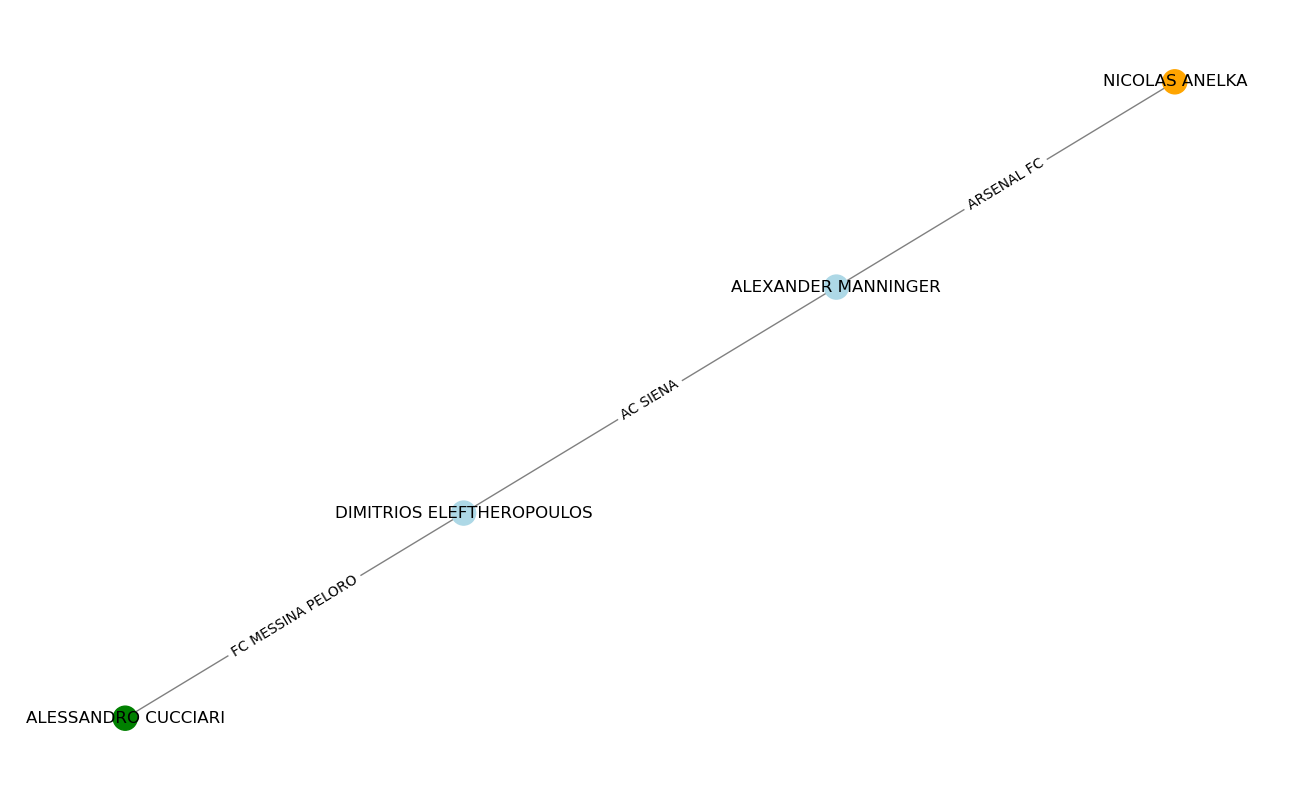 NICOLAS ANELKA
ARSENAL FC
ALEXANDER MANNINGER
AC SIENA
DIMITRIOS ELEFTHEROPOULOS
FC MESSINA PELORO
ALESSANDRO CUCCIARI